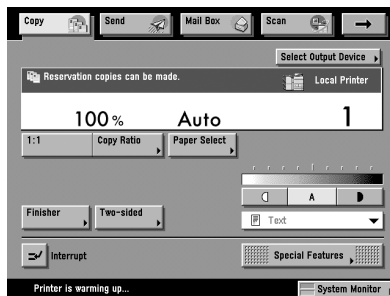 Copy Send Mail Box Scan
Select Output Device
Reservation copies can be made. Local Printer
100 % Auto 1
1:1 Copy Ratio Paper Select
A
Finisher Two-sided Text
Interrupt Special Features
Printer is warming up... System Monitor